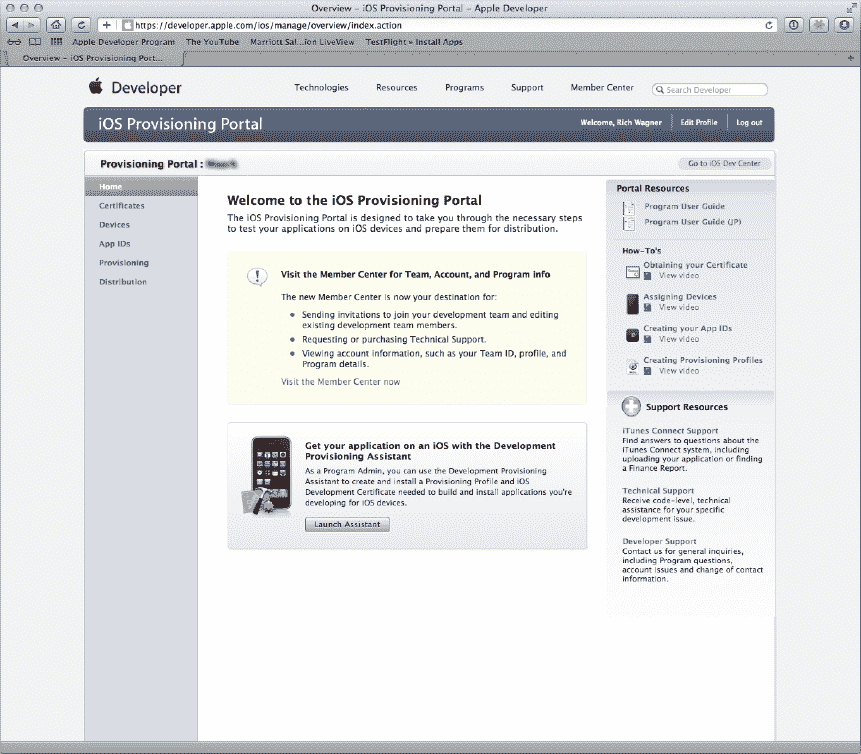 Overview – iOS Provisioning Portal – Apple Developer
https://developer.apple.com/ios/manage/overview/index.action
Apple Developer Program The YouTube Marriott Sal...ion LiveView TestFlight » Install Apps
Overview – iOS Provisioning Port...
Developer
Technologies Resources Programs Support Member Center Search Developer
iOS Provisioning Portal
Welcome, Rich Wagner Edit Profile Log out
Provisioning Portal :
Go to iOS Dev Center
Home
Certificates
Devices
App IDs
Provisioning
Distribution
Welcome to the iOS Provisioning Portal
The iOS Provisioning Portal is designed to take you through the necessary steps
to test your applications on iOS devices and prepare them for distribution.
Visit the Member Center for Team, Account, and Program info
The new Member Center is now your destination for:
• Sending invitations to join your development team and editing
existing development team members.
• Requesting or purchasing Technical Support.
• Viewing account information, such as your Team ID, profile, and
Program details.
Visit the Member Center now
Get your application on an iOS with the Development
Provisioning Assistant
As a Program Admin, you can use the Development Provisioning
Assistant to create and install a Provisioning Profile and iOS
Development Certificate needed to build and install applications you're
developing for iOS devices.
Launch Assistant
Portal Resources
Program User Guide
Program User Guide (JP)
How-To's
Obtaining your Certificate
View video
Assigning Devices
View video
Creating your App IDs
View video
Creating Provisioning Profiles
View video
Support Resources
iTunes Connect Support
Find answers to questions about the
iTunes Connect system, including
uploading your application or finding
a Finance Report.
Technical Support
Receive code-level, technical
assistance for your specific
development issue.
Developer Support
Contact us for general inquiries,
including Program questions,
account issues and change of contact
information.